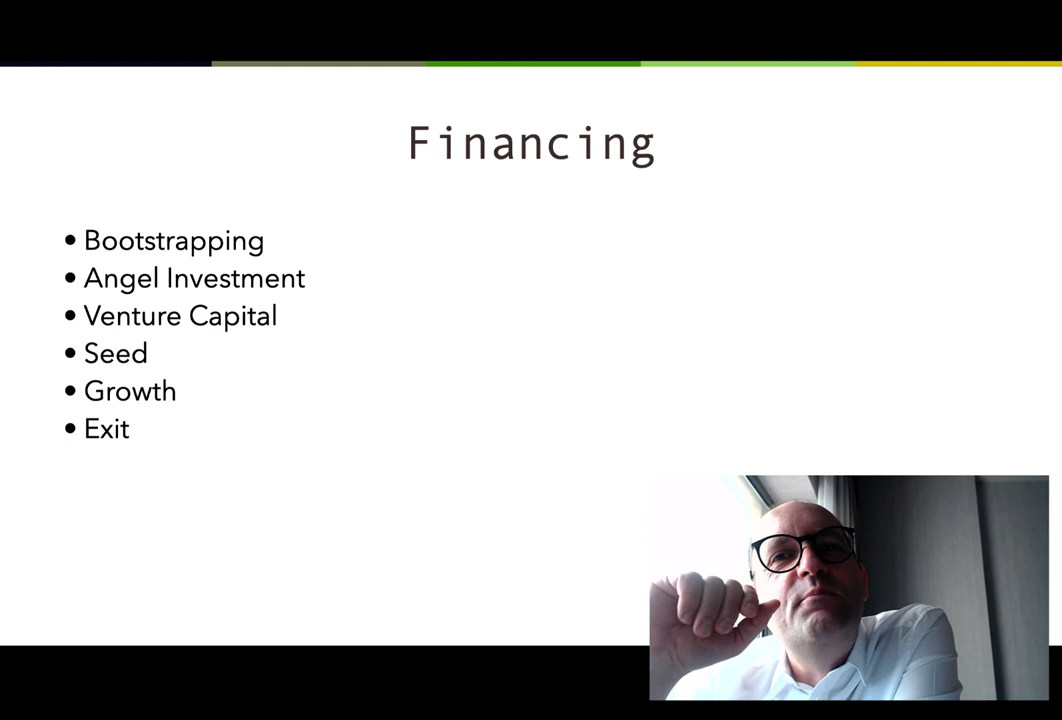 Financing
• Bootstrapping
• Angel Investment
• Venture Capital
• Seed
• Growth
• Exit